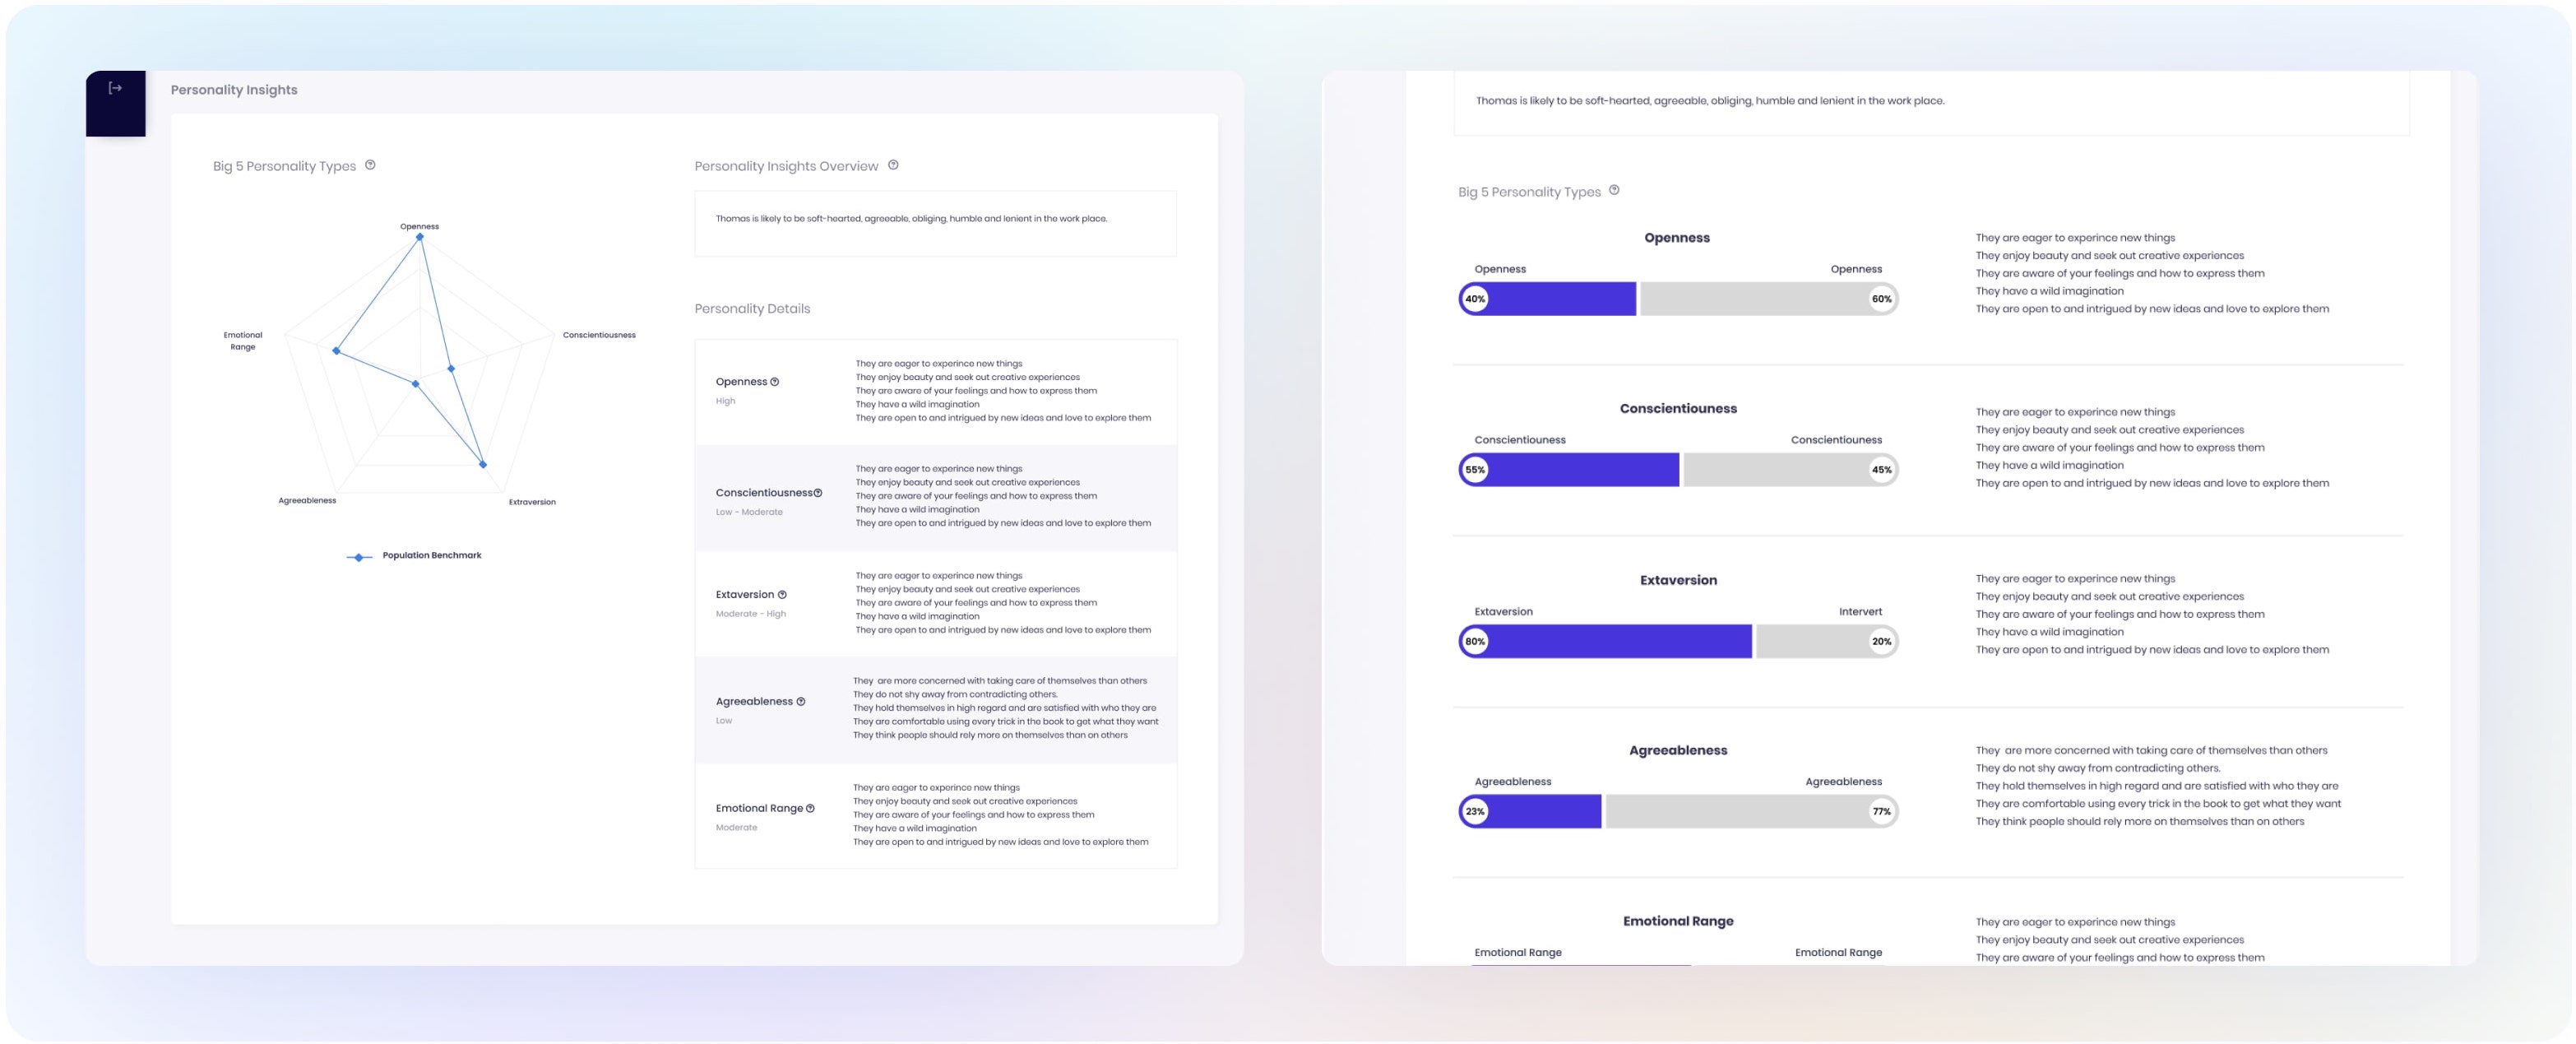 Personality Insights
Big 5 Personality Types
Openness
Emotional
Range
Conscientiousness
Agreeableness
Extraversion
Population Benchmark
Personality Insights Overview
Thomas is likely to be soft-hearted, agreeable, obliging, humble and lenient in the work place.
Personality Details
Openness
High
They are eager to experince new things
They enjoy beauty and seek out creative experiences
They are aware of your feelings and how to express them
They have a wild imagination
They are open to and intrigued by new ideas and love to explore them
Conscientiousness
Low - Moderate
They are eager to experince new things
They enjoy beauty and seek out creative experiences
They are aware of your feelings and how to express them
They have a wild imagination
They are open to and intrigued by new ideas and love to explore them
Extaversion
Moderate - High
They are eager to experince new things
They enjoy beauty and seek out creative experiences
They are aware of your feelings and how to express them
They have a wild imagination
They are open to and intrigued by new ideas and love to explore them
Agreeableness
Low
They are more concerned with taking care of themselves than others
They do not shy away from contradicting others.
They hold themselves in high regard and are satisfied with who they are
They are comfortable using every trick in the book to get what they want
They think people should rely more on themselves than on others
Emotional Range
Moderate
They are eager to experince new things
They enjoy beauty and seek out creative experiences
They are aware of your feelings and how to express them
They have a wild imagination
They are open to and intrigued by new ideas and love to explore them
Thomas is likely to be soft-hearted, agreeable, obliging, humble and lenient in the work place.
Big 5 Personality Types
Openness
Openness Openness
40% 60%
They are eager to experince new things
They enjoy beauty and seek out creative experiences
They are aware of your feelings and how to express them
They have a wild imagination
They are open to and intrigued by new ideas and love to explore them
Conscientiouness
Conscientiouness Conscientiouness
55% 45%
They are eager to experince new things
They enjoy beauty and seek out creative experiences
They are aware of your feelings and how to express them
They have a wild imagination
They are open to and intrigued by new ideas and love to explore them
Extaversion
Extaversion Intervert
80% 20%
They are eager to experince new things
They enjoy beauty and seek out creative experiences
They are aware of your feelings and how to express them
They have a wild imagination
They are open to and intrigued by new ideas and love to explore them
Agreeableness
Agreeableness Agreeableness
23% 77%
They are more concerned with taking care of themselves than others
They do not shy away from contradicting others.
They hold themselves in high regard and are satisfied with who they are
They are comfortable using every trick in the book to get what they want
They think people should rely more on themselves than on others
Emotional Range
Emotional Range Emotional Range
They are eager to experince new things
They enjoy beauty and seek out creative experiences
They are aware of your feelings and how to express them